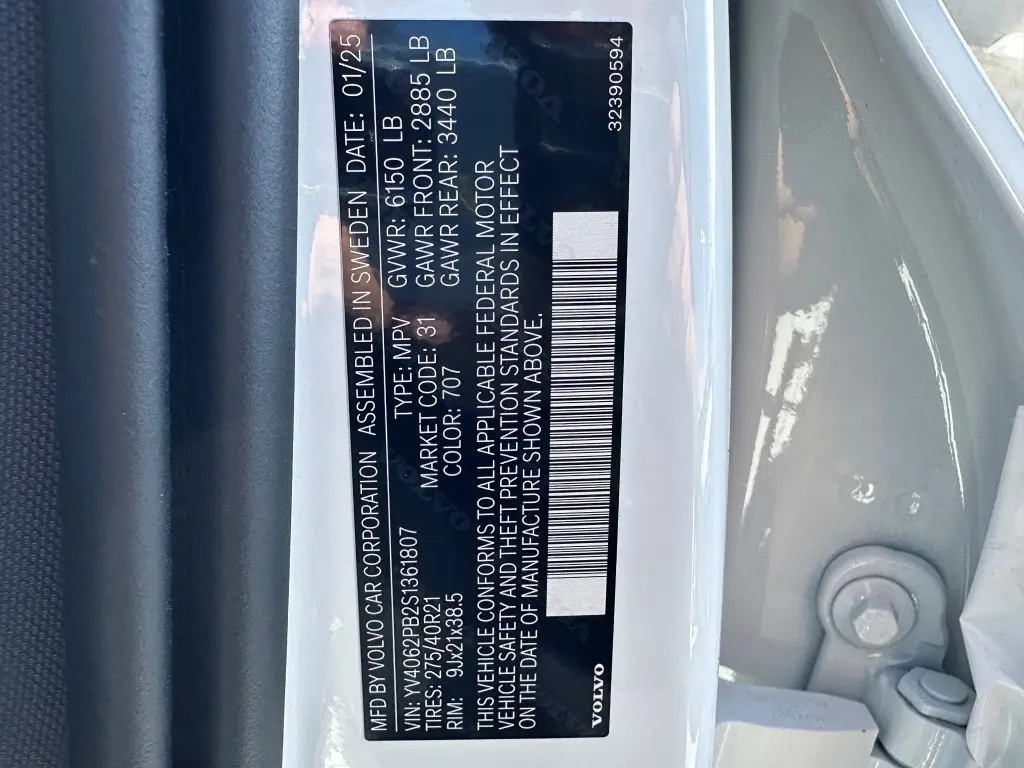 MFD BY VOLVO CAR CORPORATION ASSEMBLED IN SWEDEN DATE: 01/25
VIN: YV4062PB2S1361807 TYPE: MPV GVWR: 6150 LB
TIRES: 275/40R21 MARKET CODE: 31 GAWR FRONT: 2885 LB
RIM: 9Jx21x38.5 COLOR: 707 GAWR REAR: 3440 LB
THIS VEHICLE CONFORMS TO ALL APPLICABLE FEDERAL MOTOR
VEHICLE SAFETY AND THEFT PREVENTION STANDARDS IN EFFECT
ON THE DATE OF MANUFACTURE SHOWN ABOVE.
VOLVO 32390594